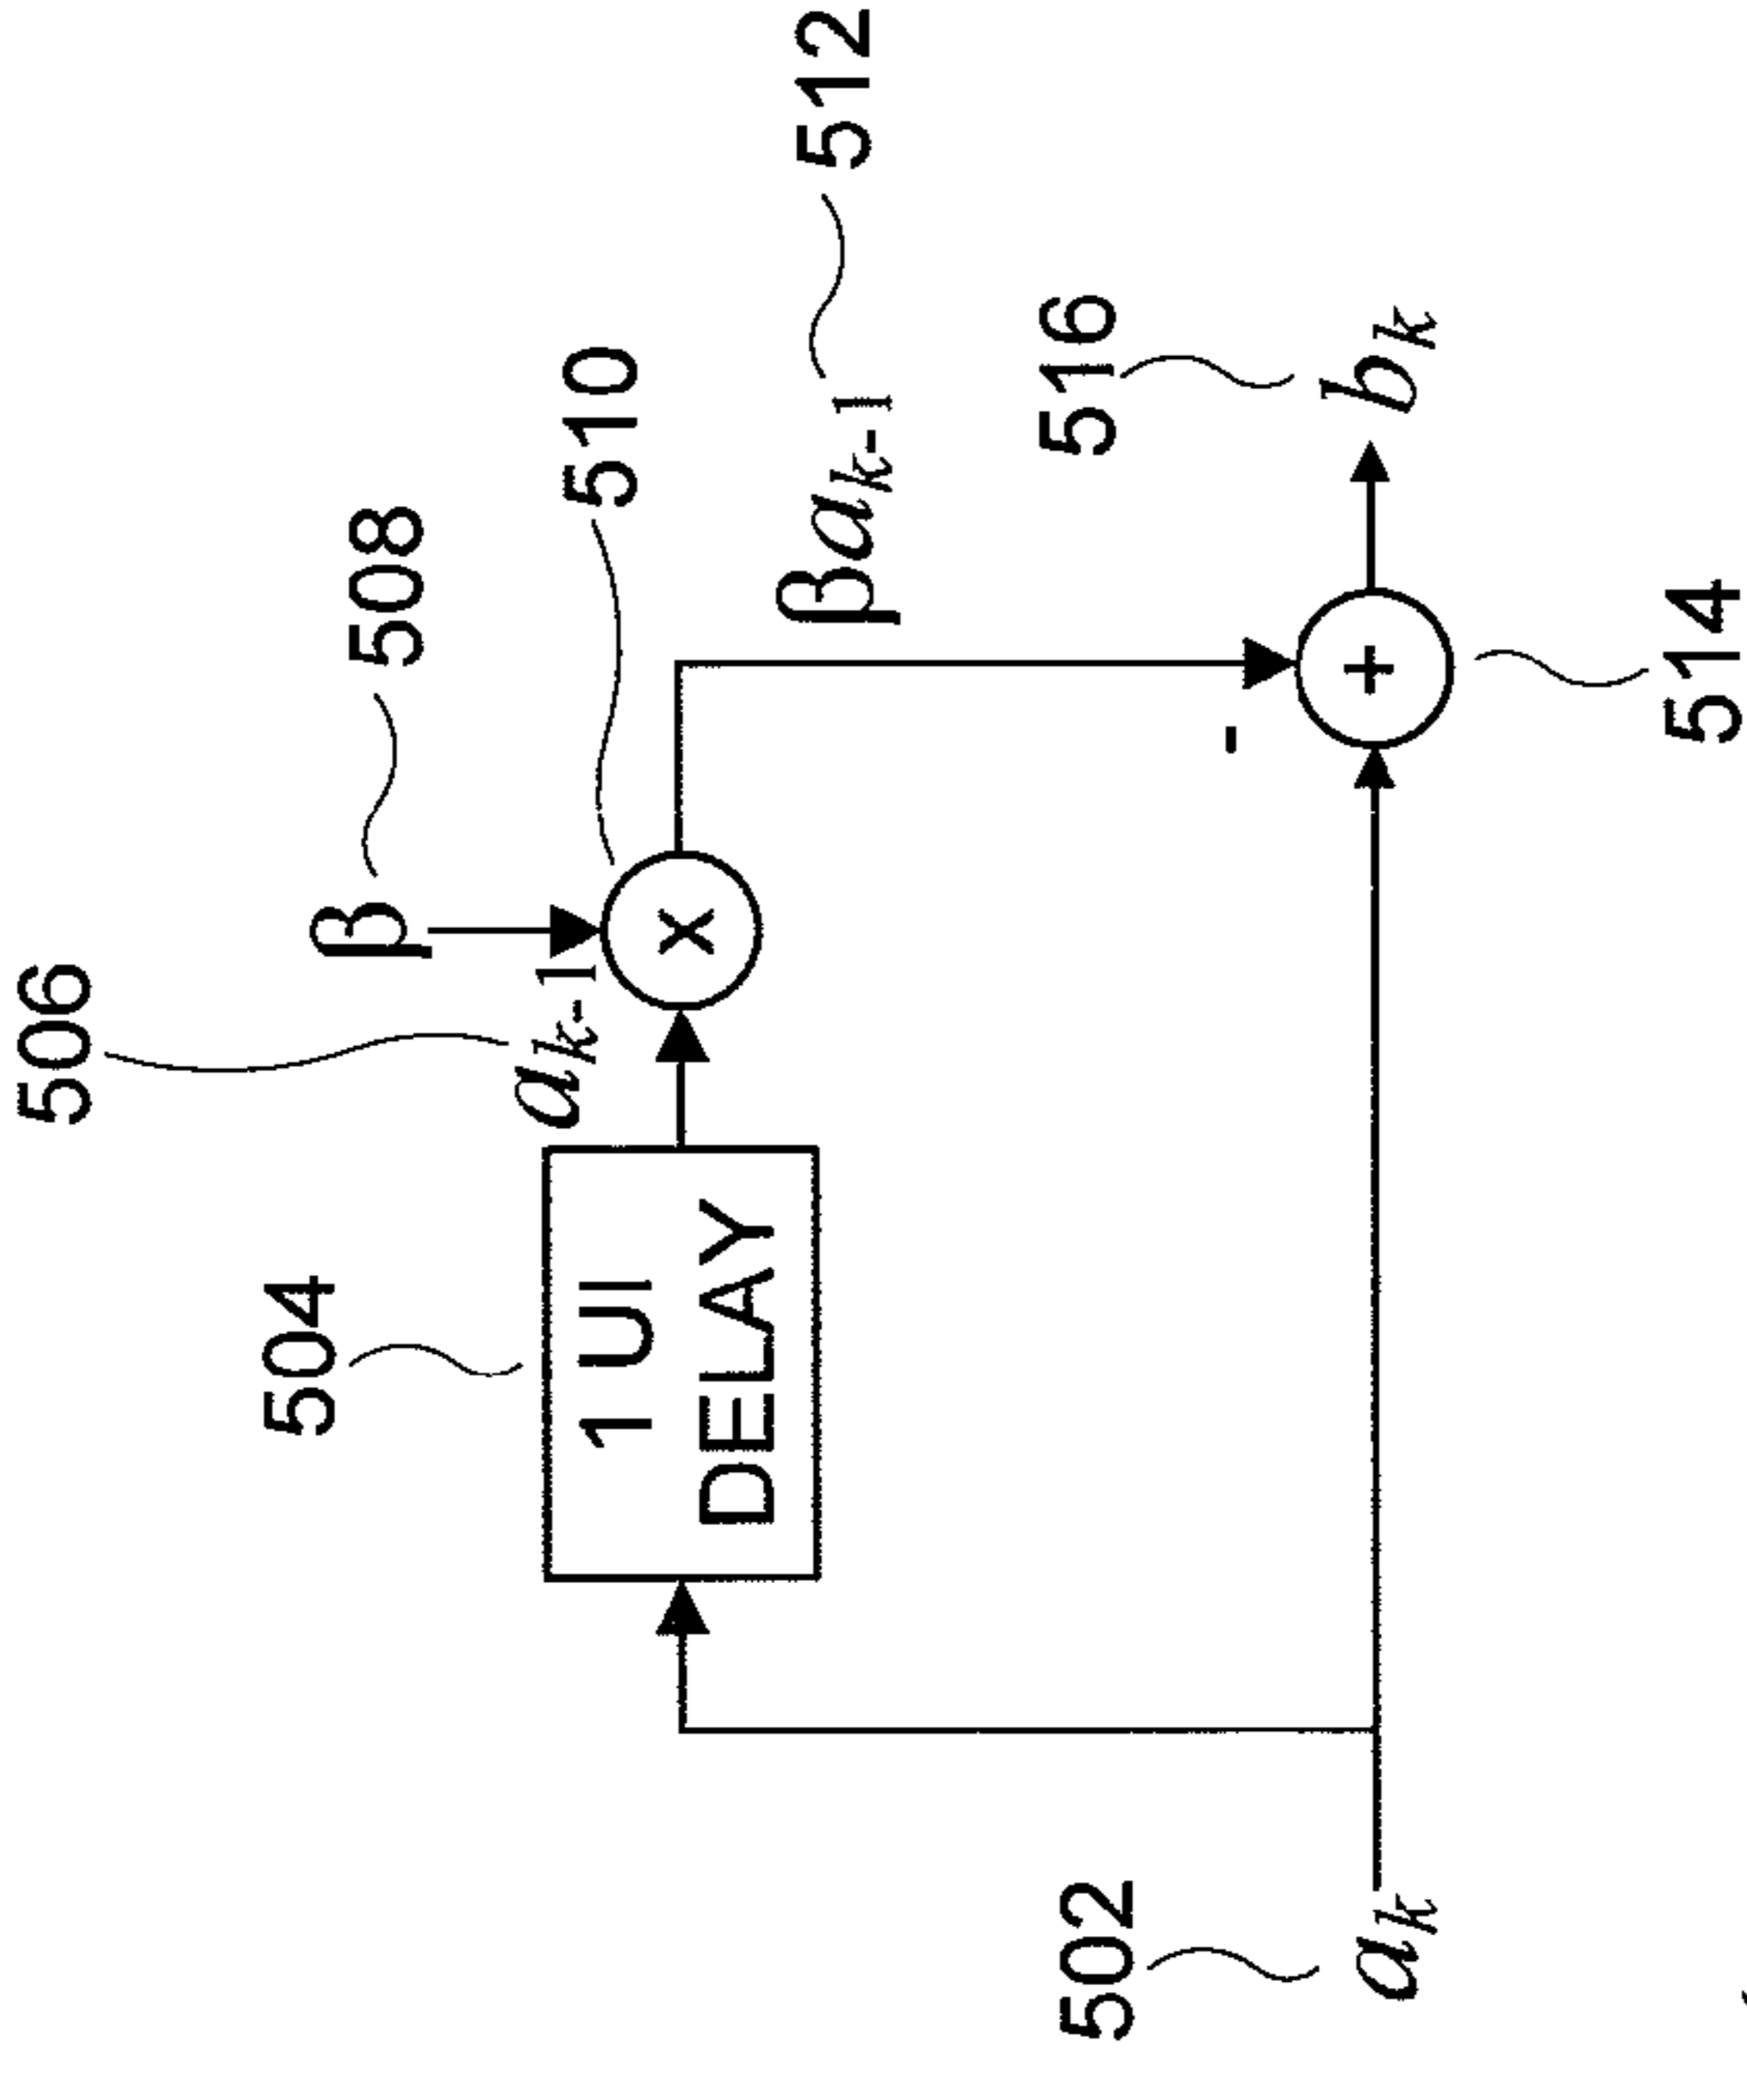 506
508
510
512
504
β
a_{k-1}
1 UI
DELAY
×
βa_{k-1}
516
502
-
a_k
+
b_k
514